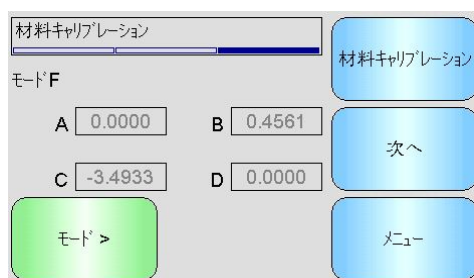 材料キャリブレーション
材料キャリブレーション
モードF
A 0.0000 B 0.4561
次へ
C -3.4933 D 0.0000
モード >
メニュー